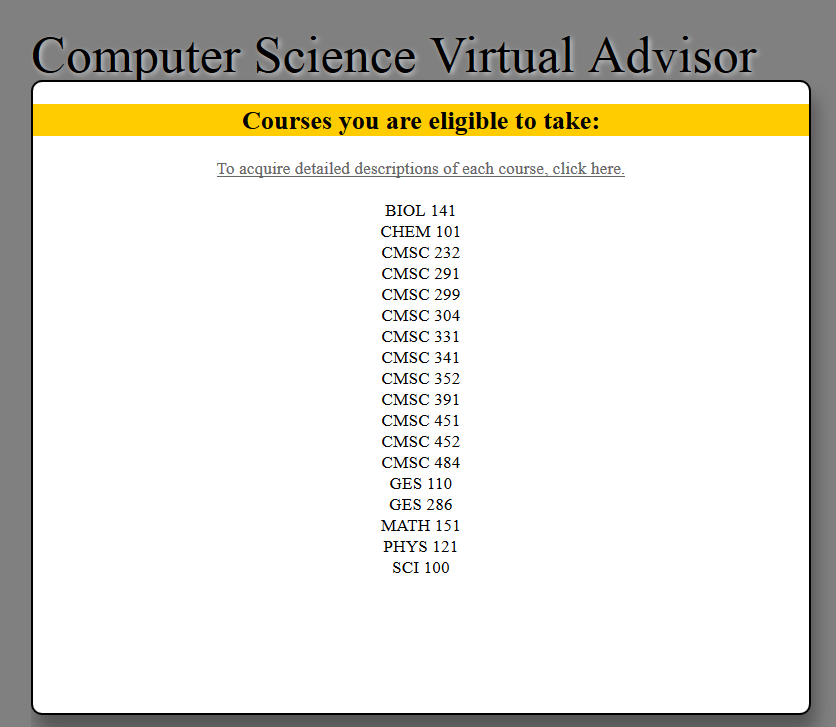 Computer Science Virtual Advisor
Courses you are eligible to take:
To acquire detailed descriptions of each course, click here.
BIOL 141
CHEM 101
CMSC 232
CMSC 291
CMSC 299
CMSC 304
CMSC 331
CMSC 341
CMSC 352
CMSC 391
CMSC 451
CMSC 452
CMSC 484
GES 110
GES 286
MATH 151
PHYS 121
SCI 100